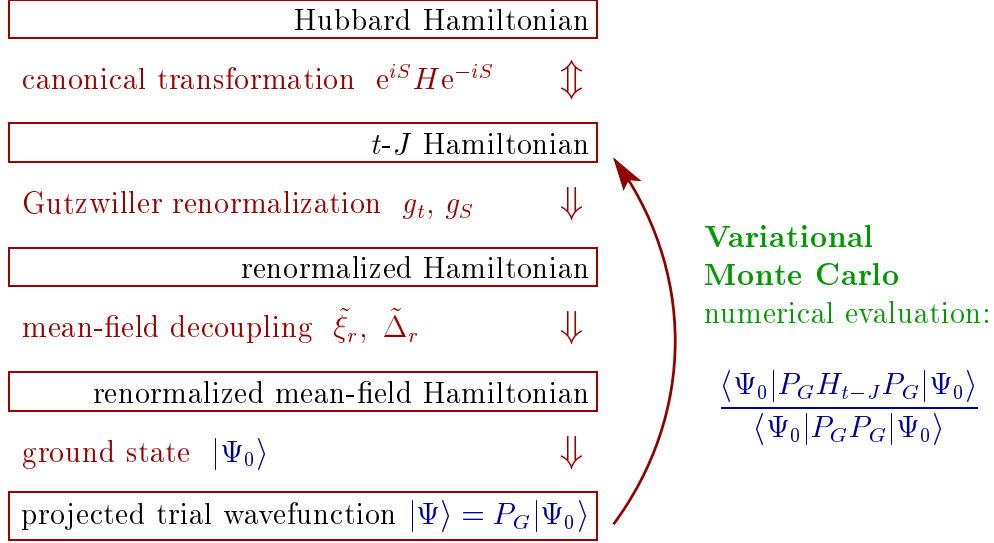 Hubbard Hamiltonian
canonical transformation e^{iS}He^{-iS} ⇕
t-J Hamiltonian
Gutzwiller renormalization g_t, g_S ⇓
renormalized Hamiltonian
mean-field decoupling ξ̃_r, Δ̃_r ⇓
renormalized mean-field Hamiltonian
ground state |Ψ_0⟩ ⇓
projected trial wavefunction |Ψ⟩ = P_G|Ψ_0⟩
Variational
Monte Carlo
numerical evaluation:
⟨Ψ_0|P_G H_{t−J} P_G|Ψ_0⟩
⟨Ψ_0|P_G P_G|Ψ_0⟩